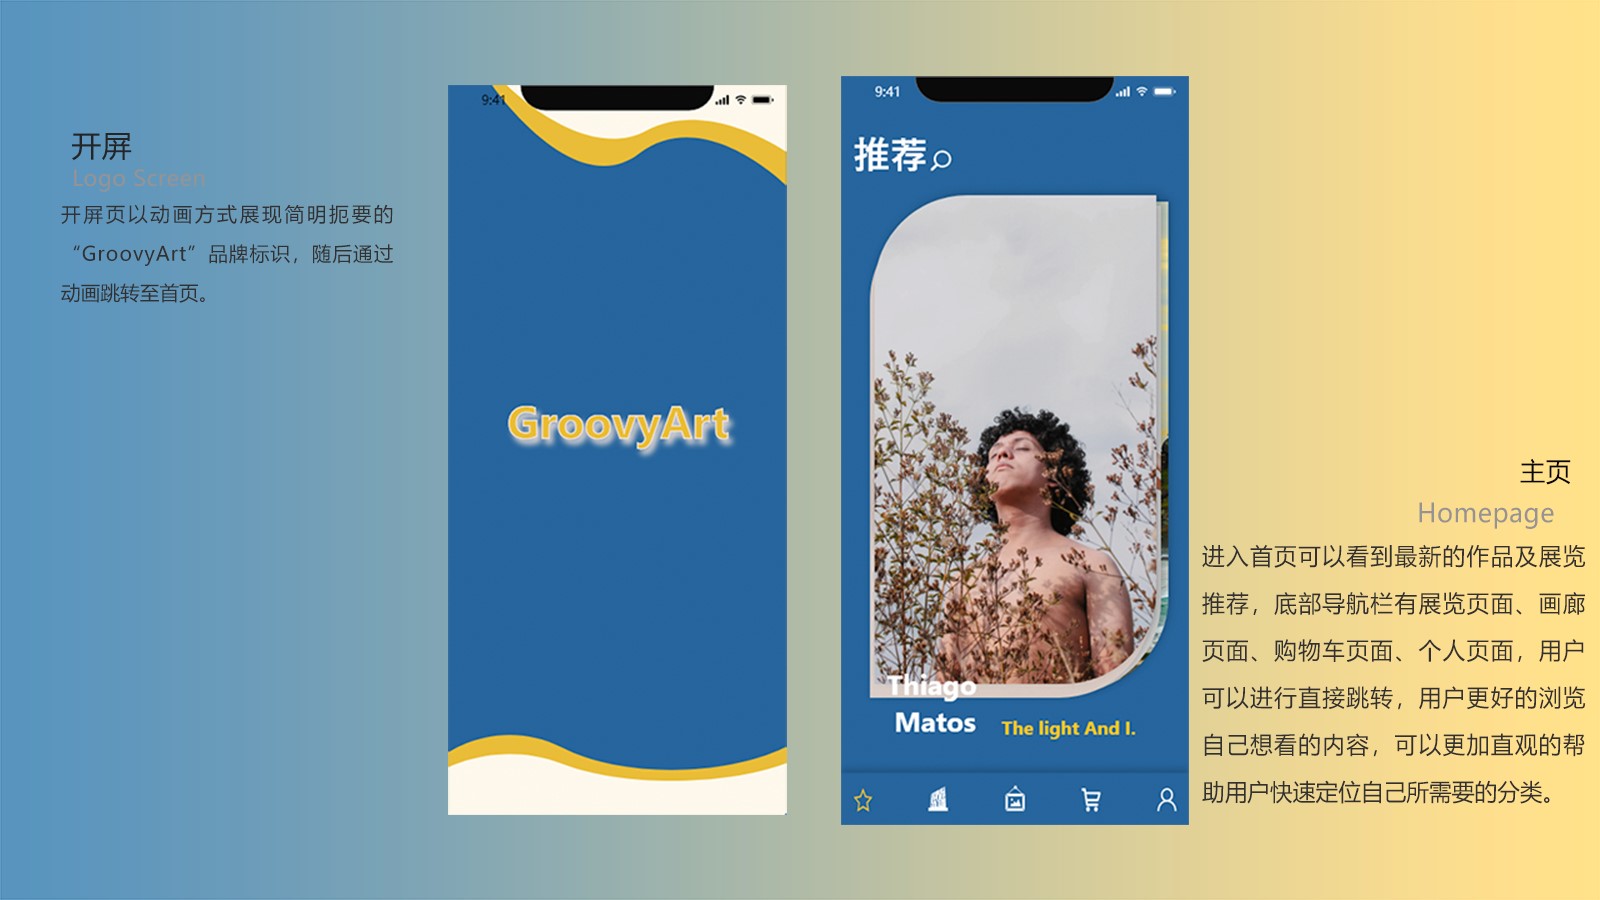 开屏
Logo Screen
开屏页以动画方式展现简明扼要的
“GroovyArt”品牌标识，随后通过
动画跳转至首页。
9:41
GroovyArt
9:41
推荐
Thiago
Matos
The light And I.
主页
Homepage
进入首页可以看到最新的作品及展览
推荐，底部导航栏有展览页面、画廊
页面、购物车页面、个人页面，用户
可以进行直接跳转，用户更好的浏览
自己想看的内容，可以更加直观的帮
助用户快速定位自己所需要的分类。